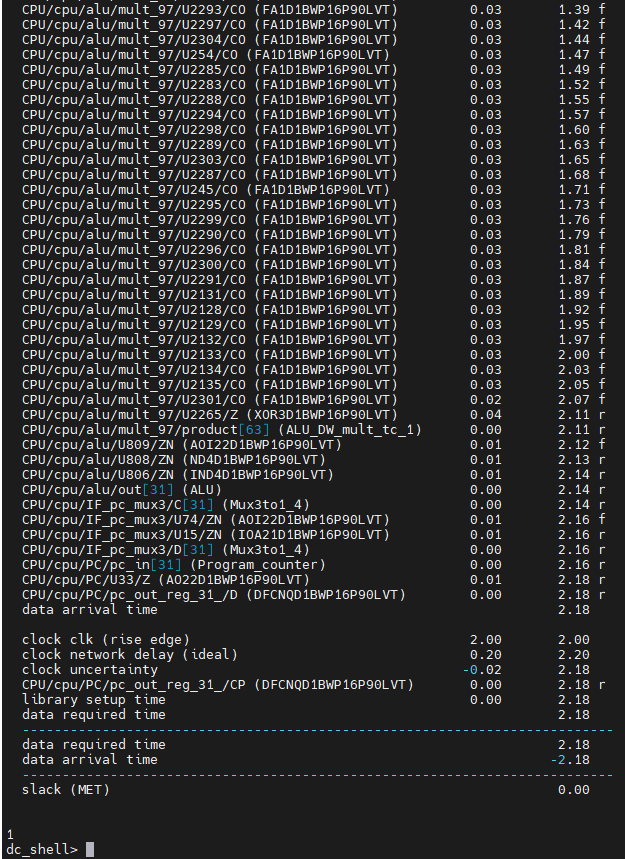 CPU/cpu/alu/mult_97/U2293/CO (FA1D1BWP16P90LVT) 0.03 1.39 f
CPU/cpu/alu/mult_97/U2297/CO (FA1D1BWP16P90LVT) 0.03 1.42 f
CPU/cpu/alu/mult_97/U2304/CO (FA1D1BWP16P90LVT) 0.03 1.44 f
CPU/cpu/alu/mult_97/U254/CO (FA1D1BWP16P90LVT) 0.03 1.47 f
CPU/cpu/alu/mult_97/U2285/CO (FA1D1BWP16P90LVT) 0.03 1.49 f
CPU/cpu/alu/mult_97/U2283/CO (FA1D1BWP16P90LVT) 0.03 1.52 f
CPU/cpu/alu/mult_97/U2288/CO (FA1D1BWP16P90LVT) 0.03 1.55 f
CPU/cpu/alu/mult_97/U2294/CO (FA1D1BWP16P90LVT) 0.03 1.57 f
CPU/cpu/alu/mult_97/U2298/CO (FA1D1BWP16P90LVT) 0.03 1.60 f
CPU/cpu/alu/mult_97/U2289/CO (FA1D1BWP16P90LVT) 0.03 1.63 f
CPU/cpu/alu/mult_97/U2303/CO (FA1D1BWP16P90LVT) 0.03 1.65 f
CPU/cpu/alu/mult_97/U2287/CO (FA1D1BWP16P90LVT) 0.03 1.68 f
CPU/cpu/alu/mult_97/U245/CO (FA1D1BWP16P90LVT) 0.03 1.71 f
CPU/cpu/alu/mult_97/U2295/CO (FA1D1BWP16P90LVT) 0.03 1.73 f
CPU/cpu/alu/mult_97/U2299/CO (FA1D1BWP16P90LVT) 0.03 1.76 f
CPU/cpu/alu/mult_97/U2290/CO (FA1D1BWP16P90LVT) 0.03 1.79 f
CPU/cpu/alu/mult_97/U2296/CO (FA1D1BWP16P90LVT) 0.03 1.81 f
CPU/cpu/alu/mult_97/U2300/CO (FA1D1BWP16P90LVT) 0.03 1.84 f
CPU/cpu/alu/mult_97/U2291/CO (FA1D1BWP16P90LVT) 0.03 1.87 f
CPU/cpu/alu/mult_97/U2131/CO (FA1D1BWP16P90LVT) 0.03 1.89 f
CPU/cpu/alu/mult_97/U2128/CO (FA1D1BWP16P90LVT) 0.03 1.92 f
CPU/cpu/alu/mult_97/U2129/CO (FA1D1BWP16P90LVT) 0.03 1.95 f
CPU/cpu/alu/mult_97/U2132/CO (FA1D1BWP16P90LVT) 0.03 1.97 f
CPU/cpu/alu/mult_97/U2133/CO (FA1D1BWP16P90LVT) 0.03 2.00 f
CPU/cpu/alu/mult_97/U2134/CO (FA1D1BWP16P90LVT) 0.03 2.03 f
CPU/cpu/alu/mult_97/U2135/CO (FA1D1BWP16P90LVT) 0.03 2.05 f
CPU/cpu/alu/mult_97/U2301/CO (FA1D1BWP16P90LVT) 0.02 2.07 f
CPU/cpu/alu/mult_97/U2265/Z (XOR3D1BWP16P90LVT) 0.04 2.11 r
CPU/cpu/alu/mult_97/product[63] (ALU_DW_mult_tc_1) 0.00 2.11 r
CPU/cpu/alu/U809/ZN (AOI22D1BWP16P90LVT) 0.01 2.12 f
CPU/cpu/alu/U808/ZN (ND4D1BWP16P90LVT) 0.01 2.13 r
CPU/cpu/alu/U806/ZN (IND4D1BWP16P90LVT) 0.01 2.14 r
CPU/cpu/alu/out[31] (ALU) 0.00 2.14 r
CPU/cpu/IF_pc_mux3/C[31] (Mux3to1_4) 0.00 2.14 r
CPU/cpu/IF_pc_mux3/U74/ZN (AOI22D1BWP16P90LVT) 0.01 2.16 f
CPU/cpu/IF_pc_mux3/U15/ZN (IOA21D1BWP16P90LVT) 0.01 2.16 r
CPU/cpu/IF_pc_mux3/D[31] (Mux3to1_4) 0.00 2.16 r
CPU/cpu/PC/pc_in[31] (Program_counter) 0.00 2.16 r
CPU/cpu/PC/U33/Z (AO22D1BWP16P90LVT) 0.01 2.18 r
CPU/cpu/PC/pc_out_reg_31_/D (DFCNQD1BWP16P90LVT) 0.00 2.18 r
data arrival time 2.18
clock clk (rise edge) 2.00 2.00
clock network delay (ideal) 0.20 2.20
clock uncertainty -0.02 2.18
CPU/cpu/PC/pc_out_reg_31_/CP (DFCNQD1BWP16P90LVT) 0.00 2.18 r
library setup time 0.00 2.18
data required time 2.18
--------------------------------------------------------------------------
data required time 2.18
data arrival time -2.18
--------------------------------------------------------------------------
slack (MET) 0.00
1
dc_shell>